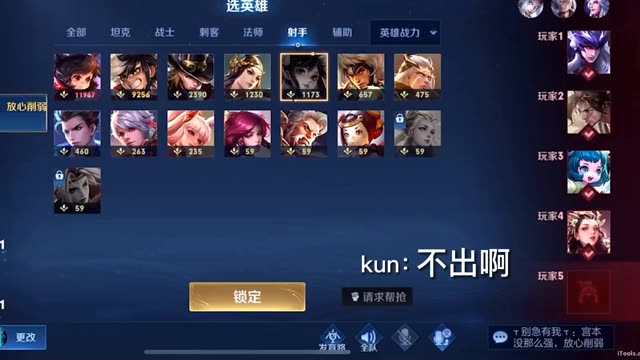 选英雄
全部
坦克
战士
刺客
法师
射手
辅助
英雄战力
玩家1
11967
9256
2390
1230
1173
657
475
放心削弱
玩家2
460
263
235
59
59
59
59
玩家3
59
玩家4
kun: 不出啊
玩家5
锁定
请求帮抢
更改
发育路
全队
τ别急有我τ：宫本
没那么强，放心削弱
iTools.c